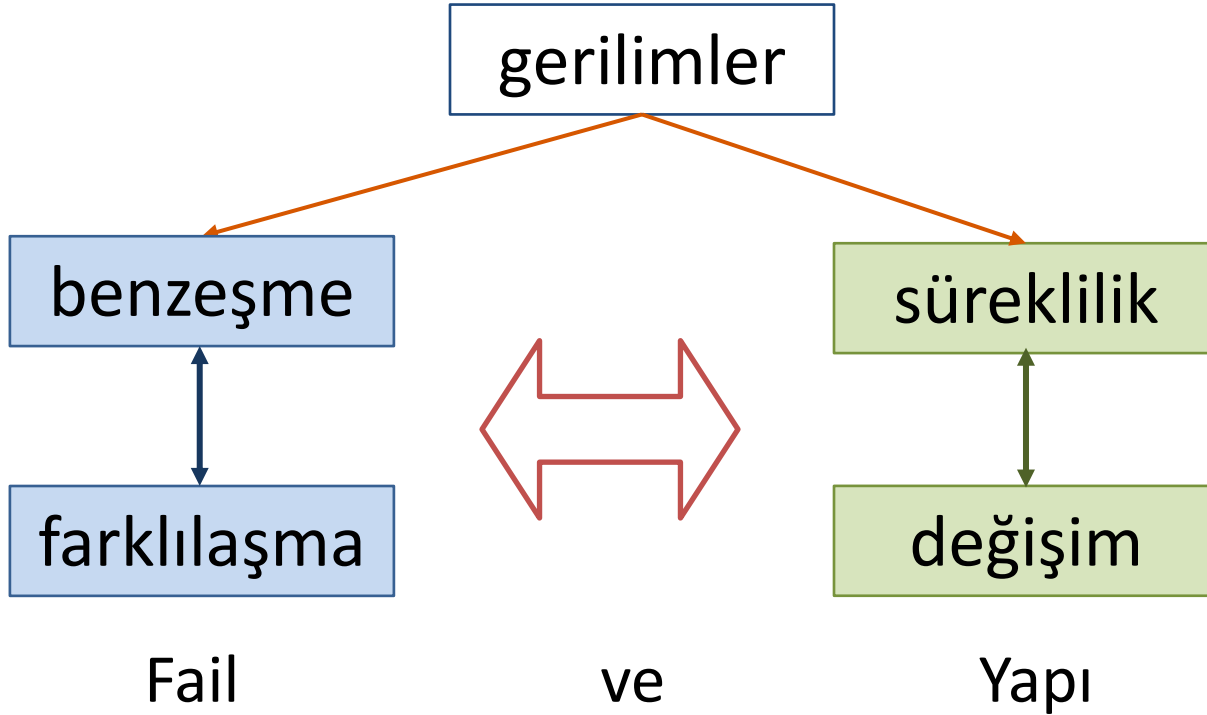 gerilimler
benzeşme
süreklilik
farklılaşma
değişim
Fail ve Yapı